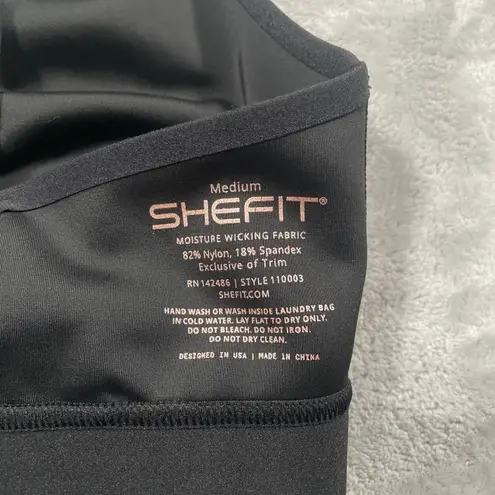 Medium
SHEFIT®
MOISTURE WICKING FABRIC
82% Nylon, 18% Spandex
Exclusive of Trim
RN142486 | STYLE 110003
SHEFIT.COM
HAND WASH OR WASH INSIDE LAUNDRY BAG
IN COLD WATER. LAY FLAT TO DRY ONLY.
DO NOT BLEACH. DO NOT IRON.
DO NOT DRY CLEAN.
DESIGNED IN USA | MADE IN CHINA